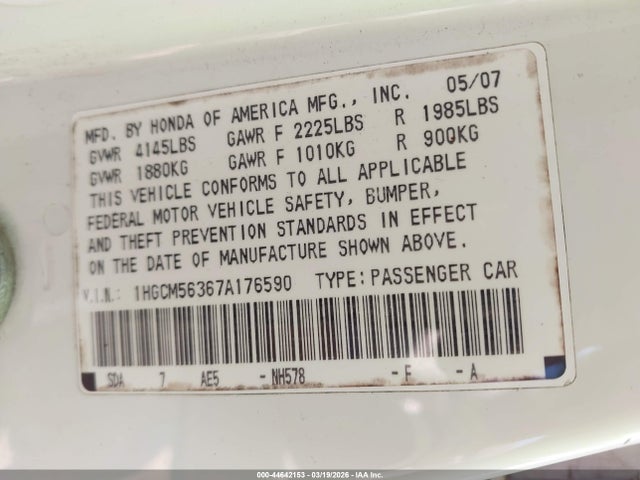 MFD. BY HONDA OF AMERICA MFG., INC. 05/07
GVWR 4145LBS GAWR F 2225LBS R 1985LBS
GVWR 1880KG GAWR F 1010KG R 900KG
THIS VEHICLE CONFORMS TO ALL APPLICABLE
FEDERAL MOTOR VEHICLE SAFETY, BUMPER,
AND THEFT PREVENTION STANDARDS IN EFFECT
ON THE DATE OF MANUFACTURE SHOWN ABOVE.
V.I.N.: 1HGCM56367A176590 TYPE: PASSENGER CAR
SDA 7 AE5 - NH578 - F - A
000-44642153 - 03/19/2026 - IAA Inc.